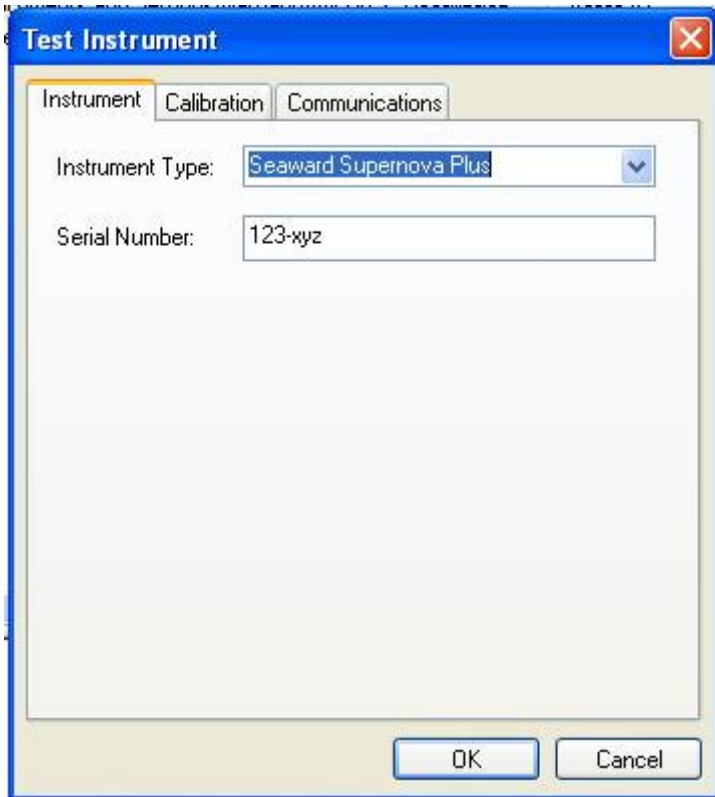 Test Instrument
Instrument Calibration Communications
Instrument Type: Seaward Supernova Plus
Serial Number: 123-xyz
OK Cancel